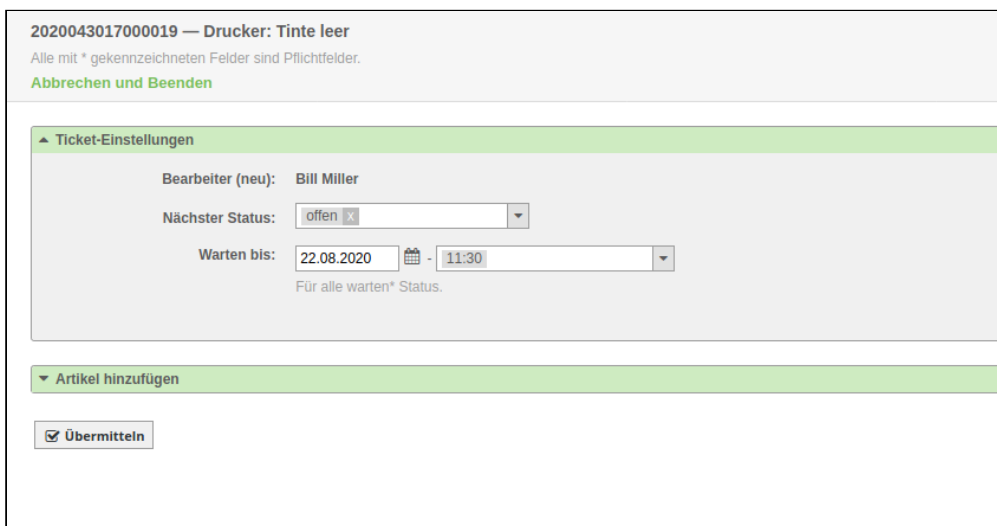 2020043017000019 — Drucker: Tinte leer
Alle mit * gekennzeichneten Felder sind Pflichtfelder.
Abbrechen und Beenden
Ticket-Einstellungen
Bearbeiter (neu): Bill Miller
Nächster Status: offen x
Warten bis: 22.08.2020 - 11:30
Für alle warten* Status.
Artikel hinzufügen
Übermitteln